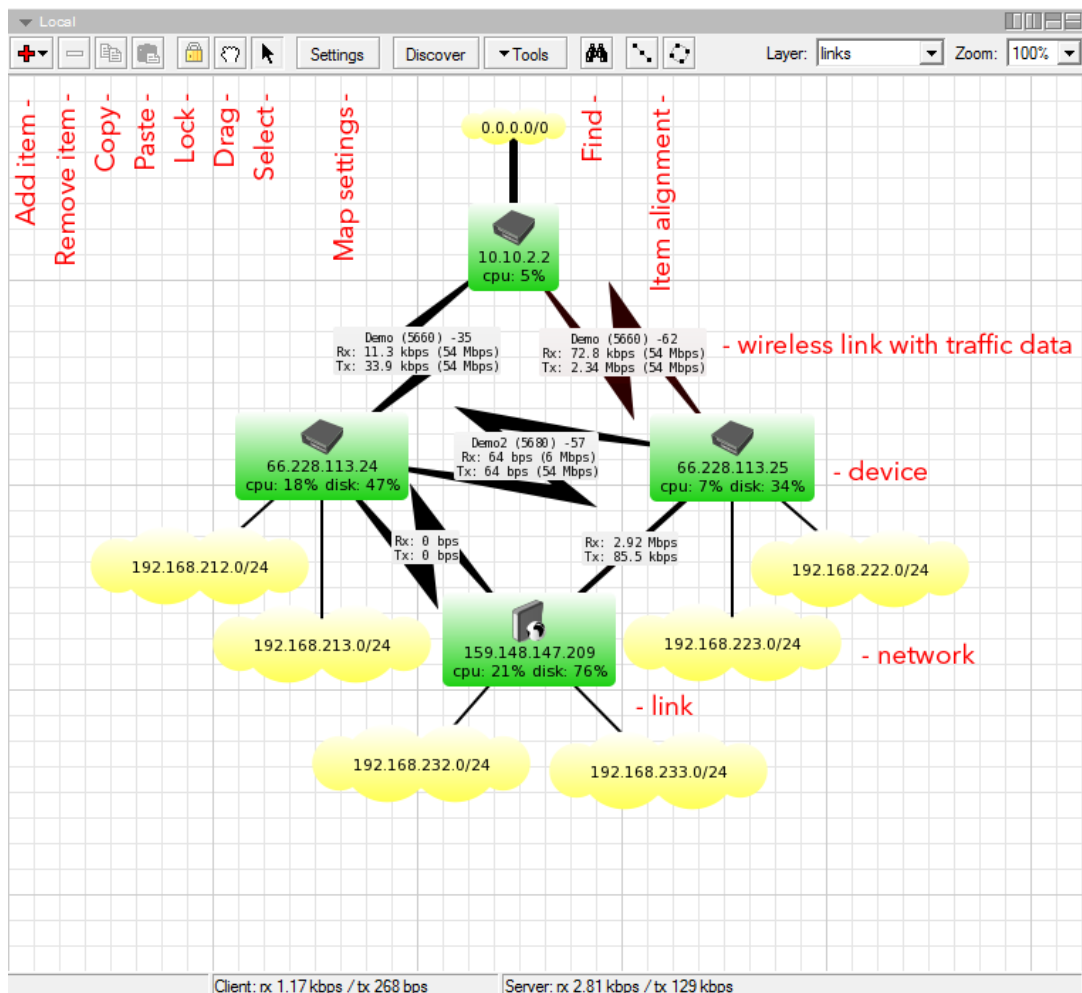 Local
Settings
Discover
Tools
Layer: links
Zoom: 100%
Add item -
Remove item -
Copy -
Paste -
Lock -
Drag -
Select -
Map settings -
Find -
Item alignment -
0.0.0.0/0
10.10.2.2
cpu: 5%
Demo (5660) -35
Rx: 11.3 kbps (54 Mbps)
Tx: 33.9 kbps (54 Mbps)
Demo (5660) -62
Rx: 72.8 kbps (54 Mbps)
Tx: 2.34 Mbps (54 Mbps)
- wireless link with traffic data
66.228.113.24
cpu: 18% disk: 47%
Demo2 (5680) -57
Rx: 64 bps (6 Mbps)
Tx: 64 bps (54 Mbps)
66.228.113.25
cpu: 7% disk: 34%
- device
Rx: 0 bps
Tx: 0 bps
Rx: 2.92 Mbps
Tx: 85.5 kbps
192.168.212.0/24
192.168.222.0/24
192.168.213.0/24
159.148.147.209
cpu: 21% disk: 76%
192.168.223.0/24
- network
- link
192.168.232.0/24
192.168.233.0/24
Client: rx 1.17 kbps / tx 268 bps
Server: rx 2.81 kbps / tx 129 kbps